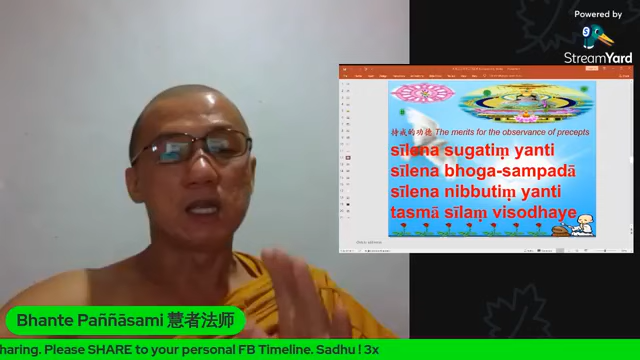 Powered by
StreamYard
持戒的功德 The merits for the observance of precepts
sīlena sugatiṃ yanti
sīlena bhoga-sampadā
sīlena nibbutiṃ yanti
tasmā sīlaṃ visodhaye
Bhante Paññāsami 慧者法师
haring. Please SHARE to your personal FB Timeline. Sadhu ! 3x